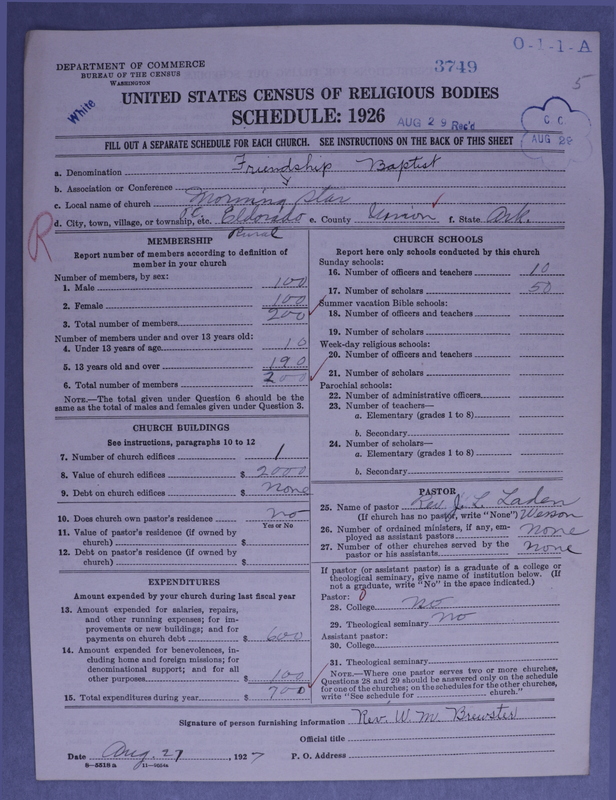 O-1-1-A
DEPARTMENT OF COMMERCE
BUREAU OF THE CENSUS
WASHINGTON
3749
5
White
UNITED STATES CENSUS OF RELIGIOUS BODIES
SCHEDULE: 1926
AUG 29 Rec'd
C C
AUG 29
FILL OUT A SEPARATE SCHEDULE FOR EACH CHURCH. SEE INSTRUCTIONS ON THE BACK OF THIS SHEET
a. Denomination Friendship Baptist
b. Association or Conference
c. Local name of church Morning Star
d. City, town, village, or township, etc. Eldorado e. County Union f. State Ark.
R
Rural
MEMBERSHIP
Report number of members according to definition of
member in your church
Number of members, by sex:
1. Male 100
2. Female 100
3. Total number of members 200
Number of members under and over 13 years old:
4. Under 13 years of age 10
5. 13 years old and over 190
6. Total number of members 200
NOTE.—The total given under Question 6 should be
same as the total of males and females given under Question 3.
CHURCH BUILDINGS
See instructions, paragraphs 10 to 12
7. Number of church edifices 1
8. Value of church edifices $ 2000
9. Debt on church edifices $ None
10. Does church own pastor's residence no
Yes or No
11. Value of pastor's residence (if owned by
church) $
12. Debt on pastor's residence (if owned by
church) $
EXPENDITURES
Amount expended by your church during last fiscal year
13. Amount expended for salaries, repairs,
and other running expenses; for im-
provements or new buildings; and for
payments on church debt $ 600
14. Amount expended for benevolences, in-
cluding home and foreign missions; for
denominational support; and for all
other purposes $ 100
15. Total expenditures during year $ 700
CHURCH SCHOOLS
Report here only schools conducted by this church
Sunday schools:
16. Number of officers and teachers 10
17. Number of scholars 50
Summer vacation Bible schools:
18. Number of officers and teachers
19. Number of scholars
Week-day religious schools:
20. Number of officers and teachers
21. Number of scholars
Parochial schools:
22. Number of administrative officers
23. Number of teachers—
a. Elementary (grades 1 to 8)
b. Secondary
24. Number of scholars—
a. Elementary (grades 1 to 8)
b. Secondary
PASTOR
25. Name of pastor Rev. J. L. Laden
(If church has no pastor, write "None") Wesson
26. Number of ordained ministers, if any, em-
ployed as assistant pastors None
27. Number of other churches served by the
pastor or his assistants None
If pastor (or assistant pastor) is a graduate of a college or
theological seminary, give name of institution below. (If
not a graduate, write "No" in the space indicated.)
Pastor: 0
28. College no
29. Theological seminary No
Assistant pastor:
30. College
31. Theological seminary
NOTE.—Where one pastor serves two or more churches,
Questions 28 and 29 should be answered only on the schedule
for one of the churches; on the schedules for the other churches,
write "See schedule for church."
Signature of person furnishing information Rev. W. M. Brewster
Official title
Date Aug. 27, 1927 P. O. Address
8—5518 a